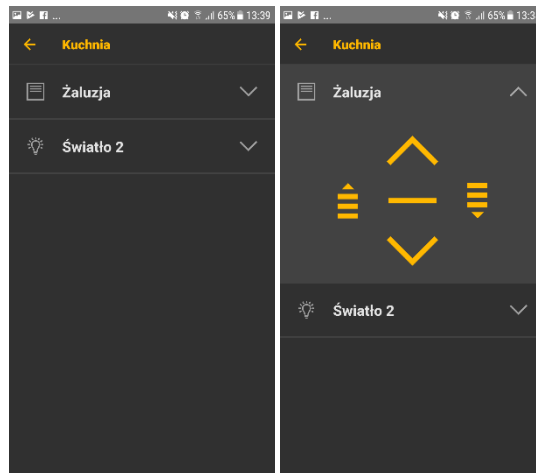 ... 65% 13:39
Kuchnia
Żaluzja
Światło 2
... 65% 13:3
Kuchnia
Żaluzja
Światło 2